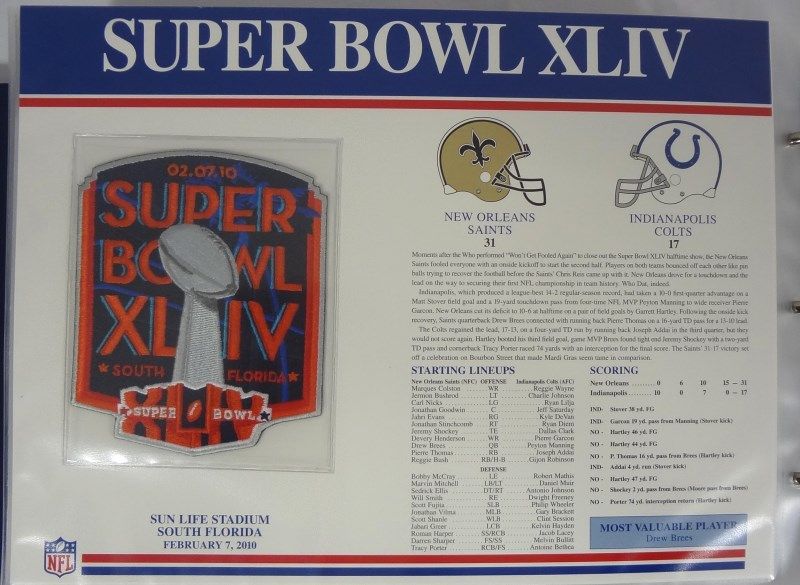 SUPER BOWL XLIV
02.07.10
SUPER
BOWL
XLIV
SOUTH FLORIDA
SUPER BOWL
XLIV
SUN LIFE STADIUM
SOUTH FLORIDA
FEBRUARY 7, 2010
NFL
NEW ORLEANS
SAINTS
31
INDIANAPOLIS
COLTS
17
Moments after the Who performed "Won't Get Fooled Again" to close out the Super Bowl XLIV halftime show, the New Orleans
Saints fooled everyone with an onside kickoff to start the second half. Players on both teams bounced off each other like pin
balls trying to recover the football before the Saints' Chris Reis came up with it. New Orleans drove for a touchdown and the
lead on the way to securing their first NFL championship in team history. Who Dat, indeed.
Indianapolis, which produced a league-best 14-2 regular-season record, had taken a 10-0 first-quarter advantage on a
Matt Stover field goal and a 19-yard touchdown pass from four-time NFL MVP Peyton Manning to wide receiver Pierre
Garcon. New Orleans cut its deficit to 10-6 at halftime on a pair of field goals by Garrett Hartley. Following the onside kick
recovery, Saints quarterback Drew Brees connected with running back Pierre Thomas on a 16-yard TD pass for a 13-10 lead.
The Colts regained the lead, 17-13, on a four-yard TD run by running back Joseph Addai in the third quarter, but they
would not score again. Hartley booted his third field goal, game MVP Brees found tight end Jeremy Shockey with a two-yard
TD pass and cornerback Tracy Porter raced 74 yards with an interception for the final score. The Saints' 31-17 victory set
off a celebration on Bourbon Street that made Mardi Gras seem tame in comparison.
STARTING LINEUPS
New Orleans Saints (NFC) OFFENSE Indianapolis Colts (AFC)
Marques Colston WR Reggie Wayne
Jermon Bushrod LT Charlie Johnson
Carl Nicks LG Ryan Lilja
Jonathan Goodwin C Jeff Saturday
Jahri Evans RG Kyle DeVan
Jonathan Stinchcomb RT Ryan Diem
Jeremy Shockey TE Dallas Clark
Devery Henderson WR Pierre Garcon
Drew Brees QB Peyton Manning
Pierre Thomas RB Joseph Addai
Reggie Bush RB/H-B Gijon Robinson
DEFENSE
Bobby McCray LE Robert Mathis
Marvin Mitchell LB/LT Daniel Muir
Sedrick Ellis DT/RT Antonio Johnson
Will Smith RE Dwight Freeney
Scott Fujita SLB Philip Wheeler
Jonathan Vilma MLB Gary Brackett
Scott Shanle WLB Clint Session
Jabari Greer LCB Kelvin Hayden
Roman Harper SS/RCB Jacob Lacey
Darren Sharper FS/SS Melvin Bullitt
Tracy Porter RCB/FS Antoine Bethea
SCORING
New Orleans 0 6 10 15 – 31
Indianapolis 10 0 7 0 – 17
IND- Stover 38 yd. FG
IND- Garcon 19 yd. pass from Manning (Stover kick)
NO - Hartley 46 yd. FG
NO - Hartley 44 yd. FG
NO - P. Thomas 16 yd. pass from Brees (Hartley kick)
IND- Addai 4 yd. run (Stover kick)
NO - Hartley 47 yd. FG
NO - Shockey 2 yd. pass from Brees (Moore pass from Brees)
NO - Porter 74 yd. interception return (Hartley kick)
MOST VALUABLE PLAYER
Drew Brees